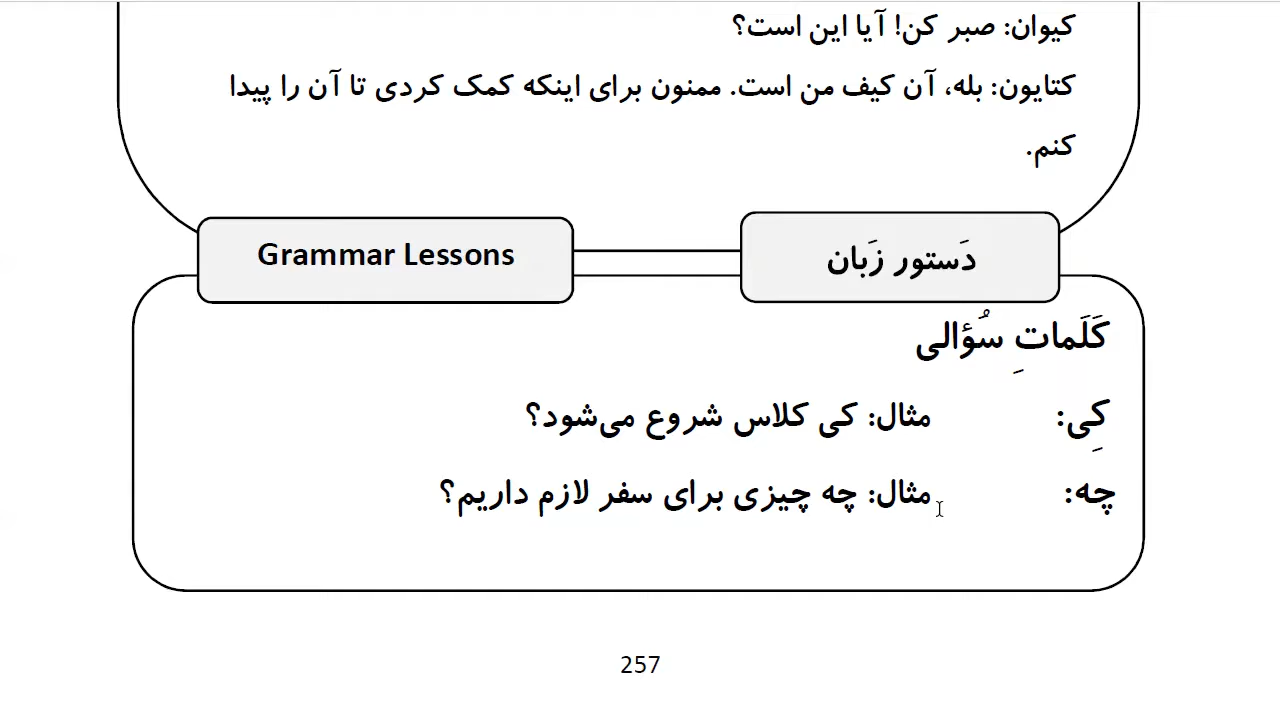 کیوان: صبر کن! آیا این است؟
کتایون: بله، آن کیف من است. ممنون برای اینکه کمک کردی تا آن را پیدا
کنم.
دَستور زَبان
Grammar Lessons
کَلَماتِ سُؤالی
کِی: مثال: کی کلاس شروع می‌شود؟
چه: مثال: چه چیزی برای سفر لازم داریم؟
257